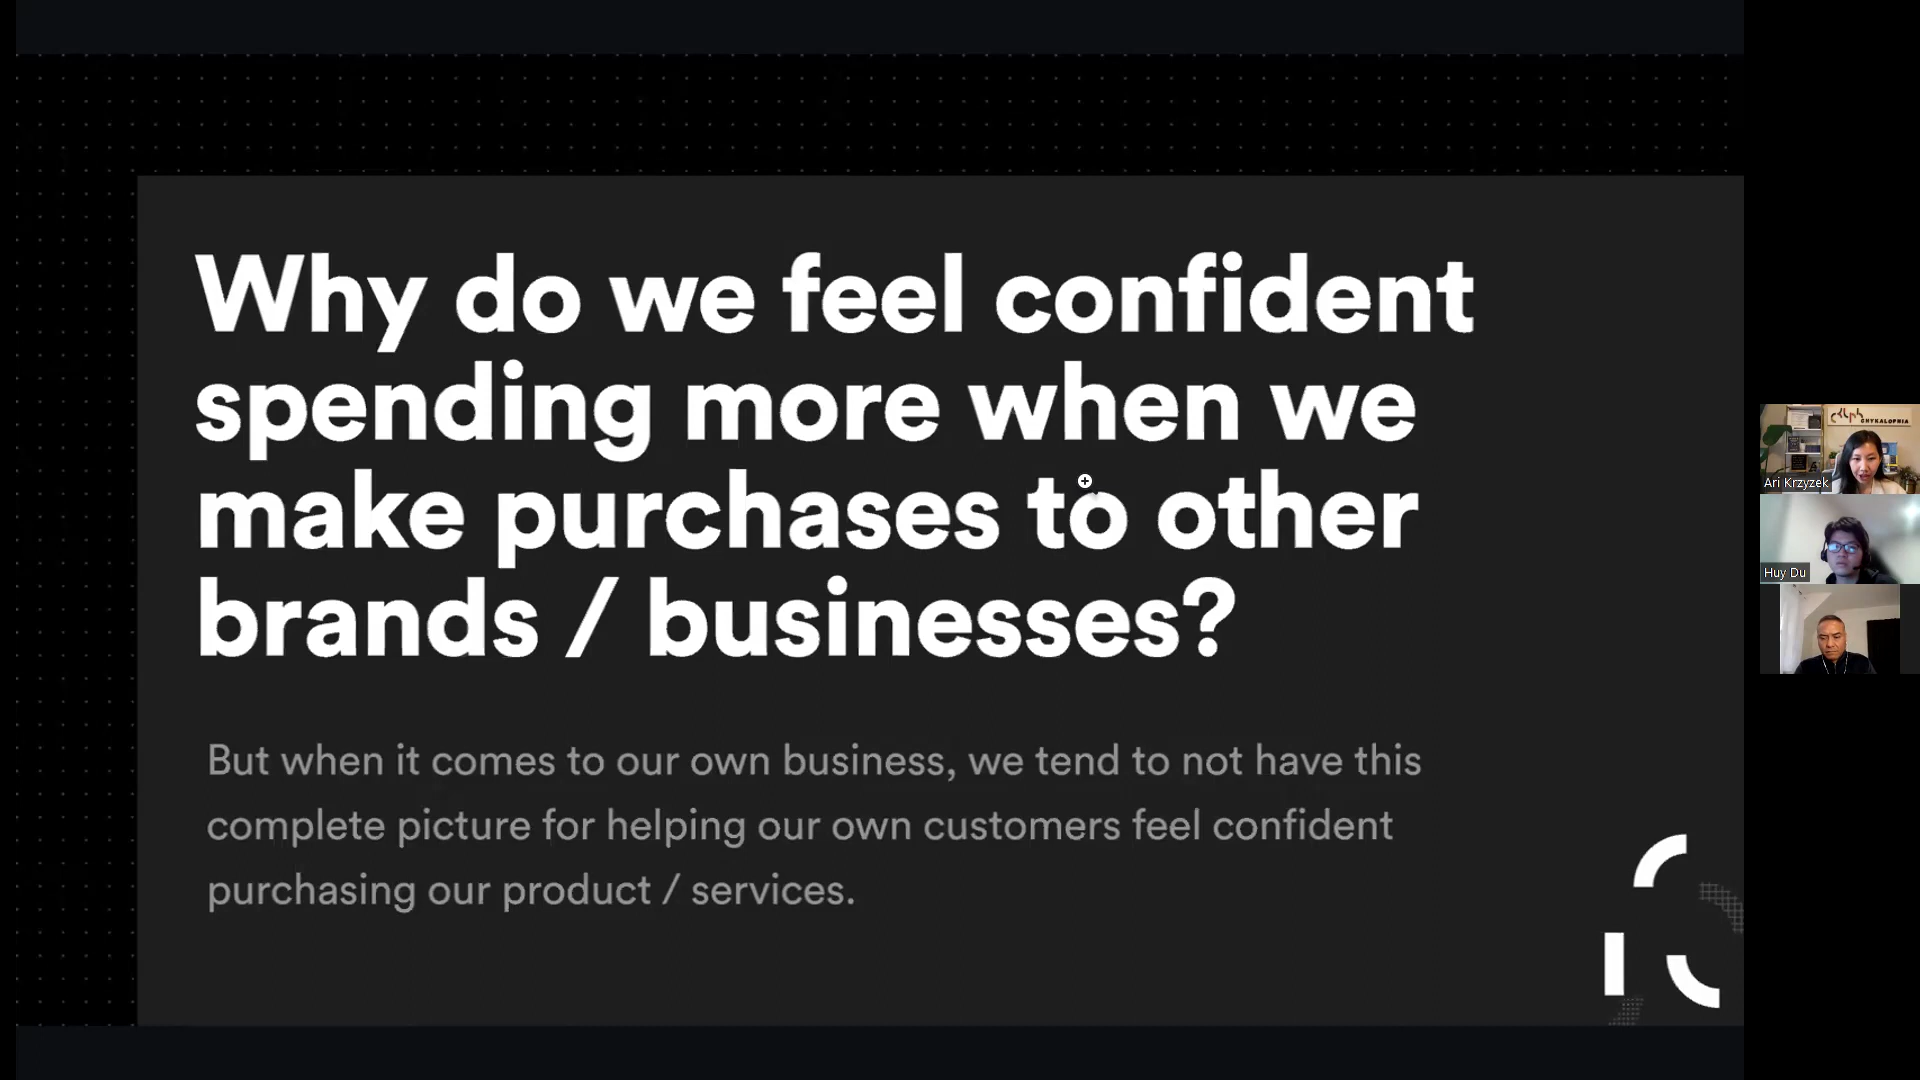 Why do we feel confident
spending more when we
make purchases to other
brands / businesses?
But when it comes to our own business, we tend to not have this
complete picture for helping our own customers feel confident
purchasing our product / services.
CHYKALOPHIA
Ari Krzyzek
Huy Du